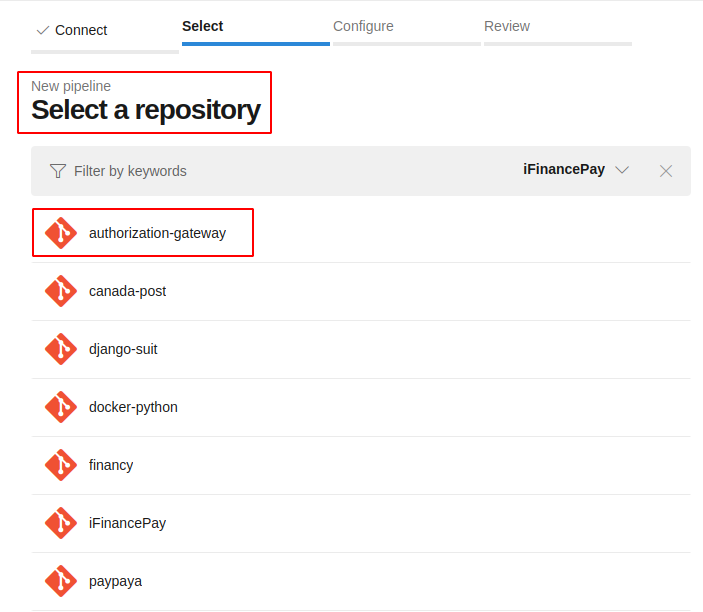 Connect
Select
Configure
Review
New pipeline
Select a repository
Filter by keywords
iFinancePay
authorization-gateway
canada-post
django-suit
docker-python
financy
iFinancePay
paypaya